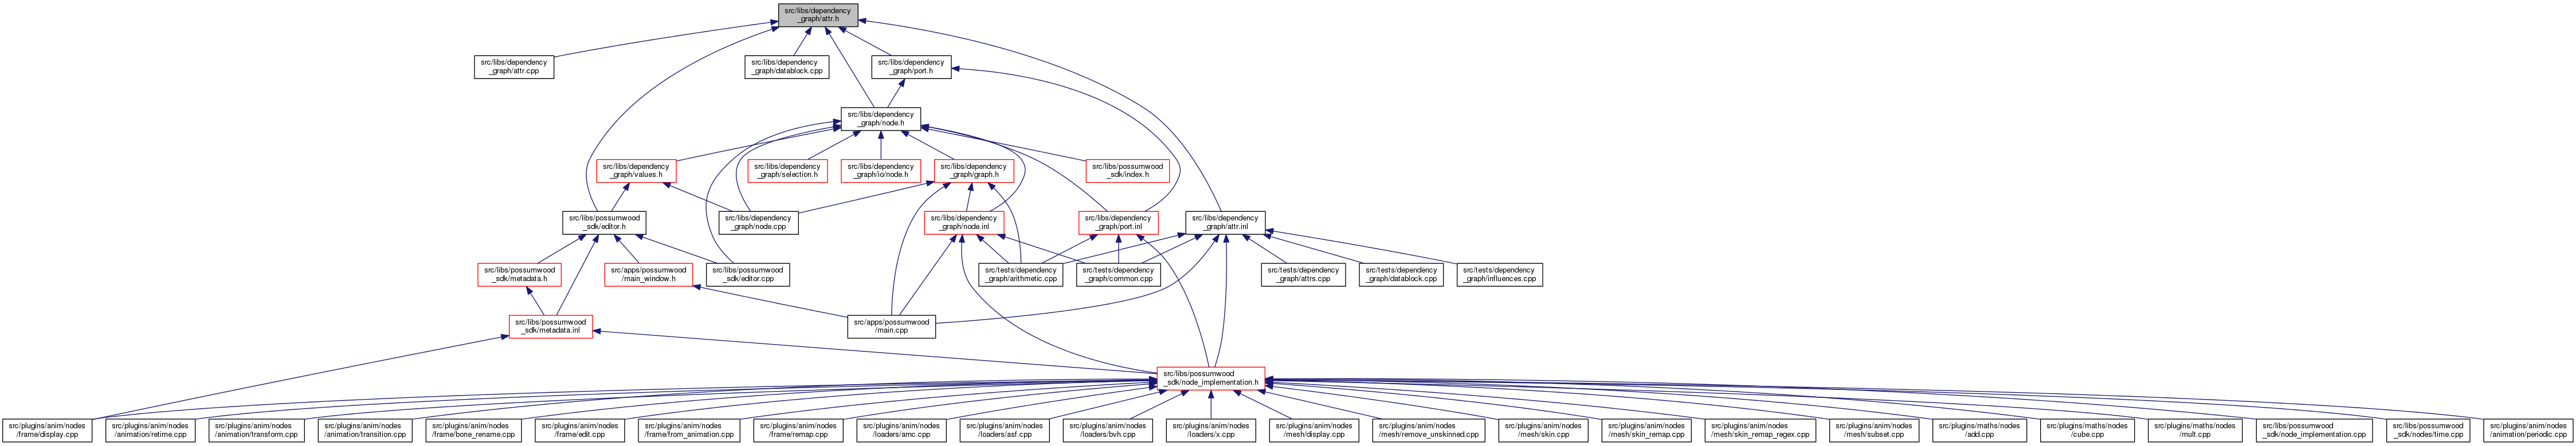 src/libs/dependency
_graph/attr.h
src/libs/dependency
_graph/attr.cpp
src/libs/dependency
_graph/datablock.cpp
src/libs/dependency
_graph/port.h
src/libs/dependency
_graph/node.h
src/libs/dependency
_graph/values.h
src/libs/dependency
_graph/selection.h
src/libs/dependency
_graph/io/node.h
src/libs/dependency
_graph/graph.h
src/libs/possumwood
_sdk/index.h
src/libs/possumwood
_sdk/editor.h
src/libs/dependency
_graph/node.cpp
src/libs/dependency
_graph/node.inl
src/libs/dependency
_graph/port.inl
src/libs/dependency
_graph/attr.inl
src/libs/possumwood
_sdk/metadata.h
src/apps/possumwood
/main_window.h
src/libs/possumwood
_sdk/editor.cpp
src/tests/dependency
_graph/arithmetic.cpp
src/tests/dependency
_graph/common.cpp
src/tests/dependency
_graph/attrs.cpp
src/tests/dependency
_graph/datablock.cpp
src/tests/dependency
_graph/influences.cpp
src/libs/possumwood
_sdk/metadata.inl
src/apps/possumwood
/main.cpp
src/libs/possumwood
_sdk/node_implementation.h
src/plugins/anim/nodes
/frame/display.cpp
src/plugins/anim/nodes
/animation/retime.cpp
src/plugins/anim/nodes
/animation/transform.cpp
src/plugins/anim/nodes
/animation/transition.cpp
src/plugins/anim/nodes
/frame/bone_rename.cpp
src/plugins/anim/nodes
/frame/edit.cpp
src/plugins/anim/nodes
/frame/from_animation.cpp
src/plugins/anim/nodes
/frame/remap.cpp
src/plugins/anim/nodes
/loaders/amc.cpp
src/plugins/anim/nodes
/loaders/asf.cpp
src/plugins/anim/nodes
/loaders/bvh.cpp
src/plugins/anim/nodes
/loaders/x.cpp
src/plugins/anim/nodes
/mesh/display.cpp
src/plugins/anim/nodes
/mesh/remove_unskinned.cpp
src/plugins/anim/nodes
/mesh/skin.cpp
src/plugins/anim/nodes
/mesh/skin_remap.cpp
src/plugins/anim/nodes
/mesh/skin_remap_regex.cpp
src/plugins/anim/nodes
/mesh/subset.cpp
src/plugins/maths/nodes
/add.cpp
src/plugins/maths/nodes
/cube.cpp
src/plugins/maths/nodes
/mult.cpp
src/libs/possumwood
_sdk/node_implementation.cpp
src/libs/possumwood
_sdk/nodes/time.cpp
src/plugins/anim/nodes
/animation/periodic.cpp